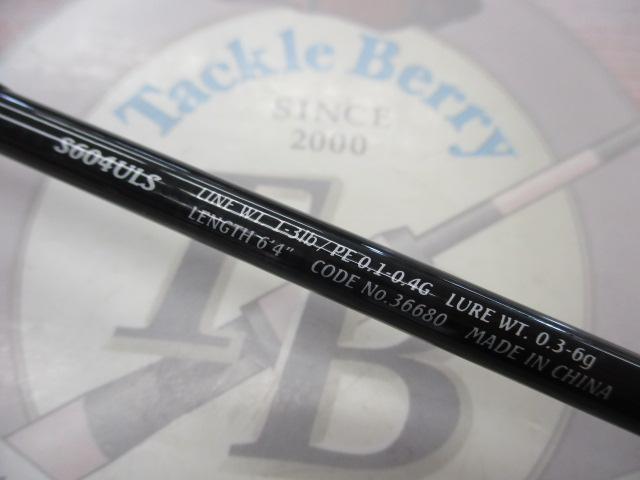 Tackle Berry
SINCE
2000
TB
S604ULS
LINE WT. 1-3lb / PE 0.1-0.4G LURE WT. 0.3-6g
LENGTH 6'4" CODE No.36680 MADE IN CHINA